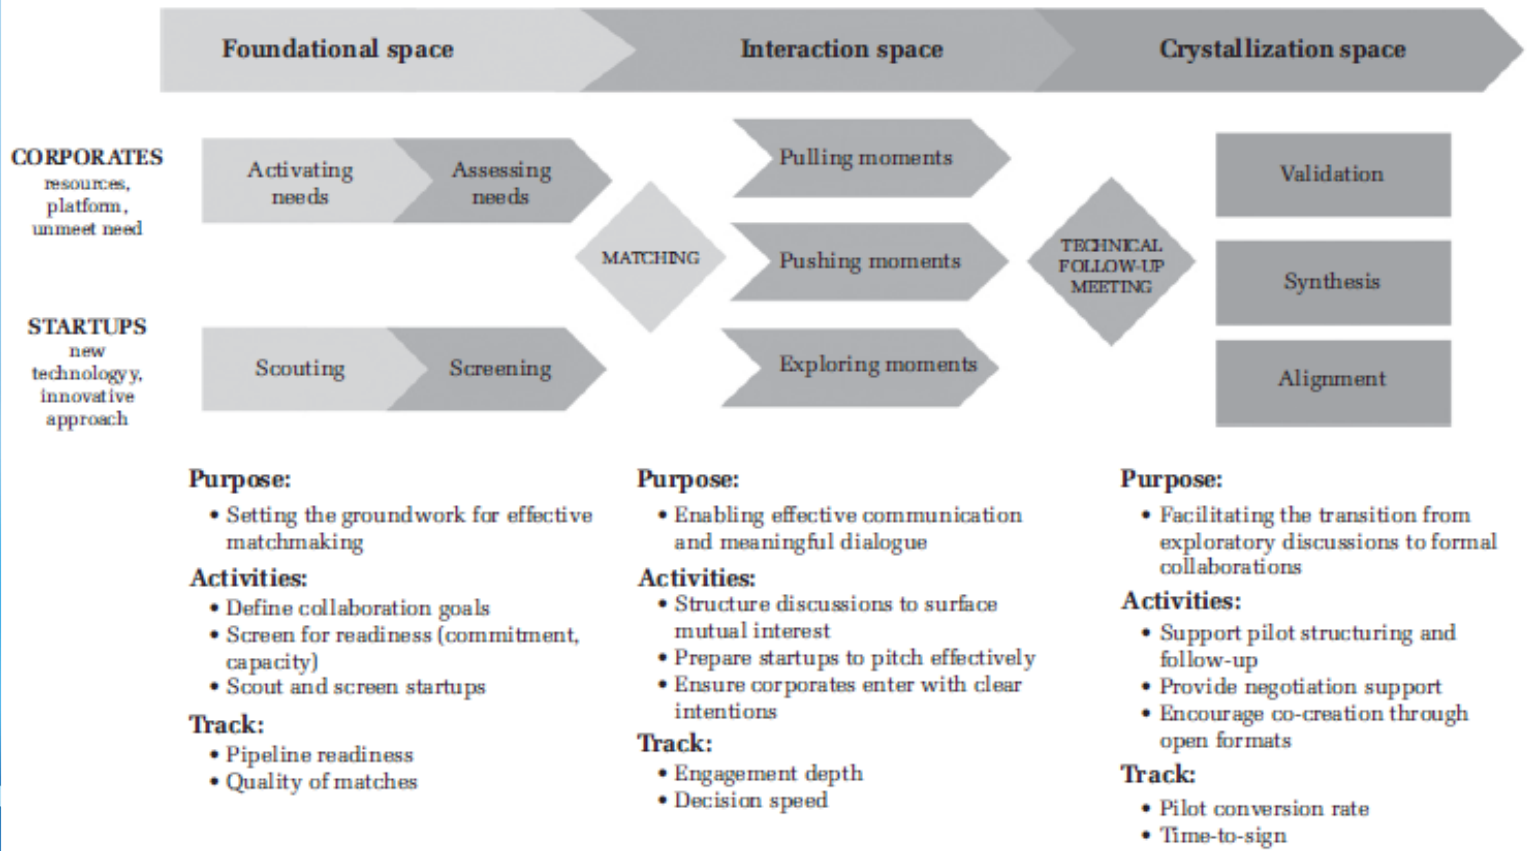 Foundational space
Interaction space
Crystallization space
CORPORATES
resources,
platform,
unmeet need
Activating
needs
Assessing
needs
MATCHING
Pulling moments
Pushing moments
Exploring moments
TECHNICAL
FOLLOW-UP
MEETING
Validation
Synthesis
Alignment
STARTUPS
new
technologyy,
innovative
approach
Scouting
Screening
Purpose:
• Setting the groundwork for effective
matchmaking
Activities:
• Define collaboration goals
• Screen for readiness (commitment,
capacity)
• Scout and screen startups
Track:
• Pipeline readiness
• Quality of matches
Purpose:
• Enabling effective communication
and meaningful dialogue
Activities:
• Structure discussions to surface
mutual interest
• Prepare startups to pitch effectively
• Ensure corporates enter with clear
intentions
Track:
• Engagement depth
• Decision speed
Purpose:
• Facilitating the transition from
exploratory discussions to formal
collaborations
Activities:
• Support pilot structuring and
follow-up
• Provide negotiation support
• Encourage co-creation through
open formats
Track:
• Pilot conversion rate
• Time-to-sign